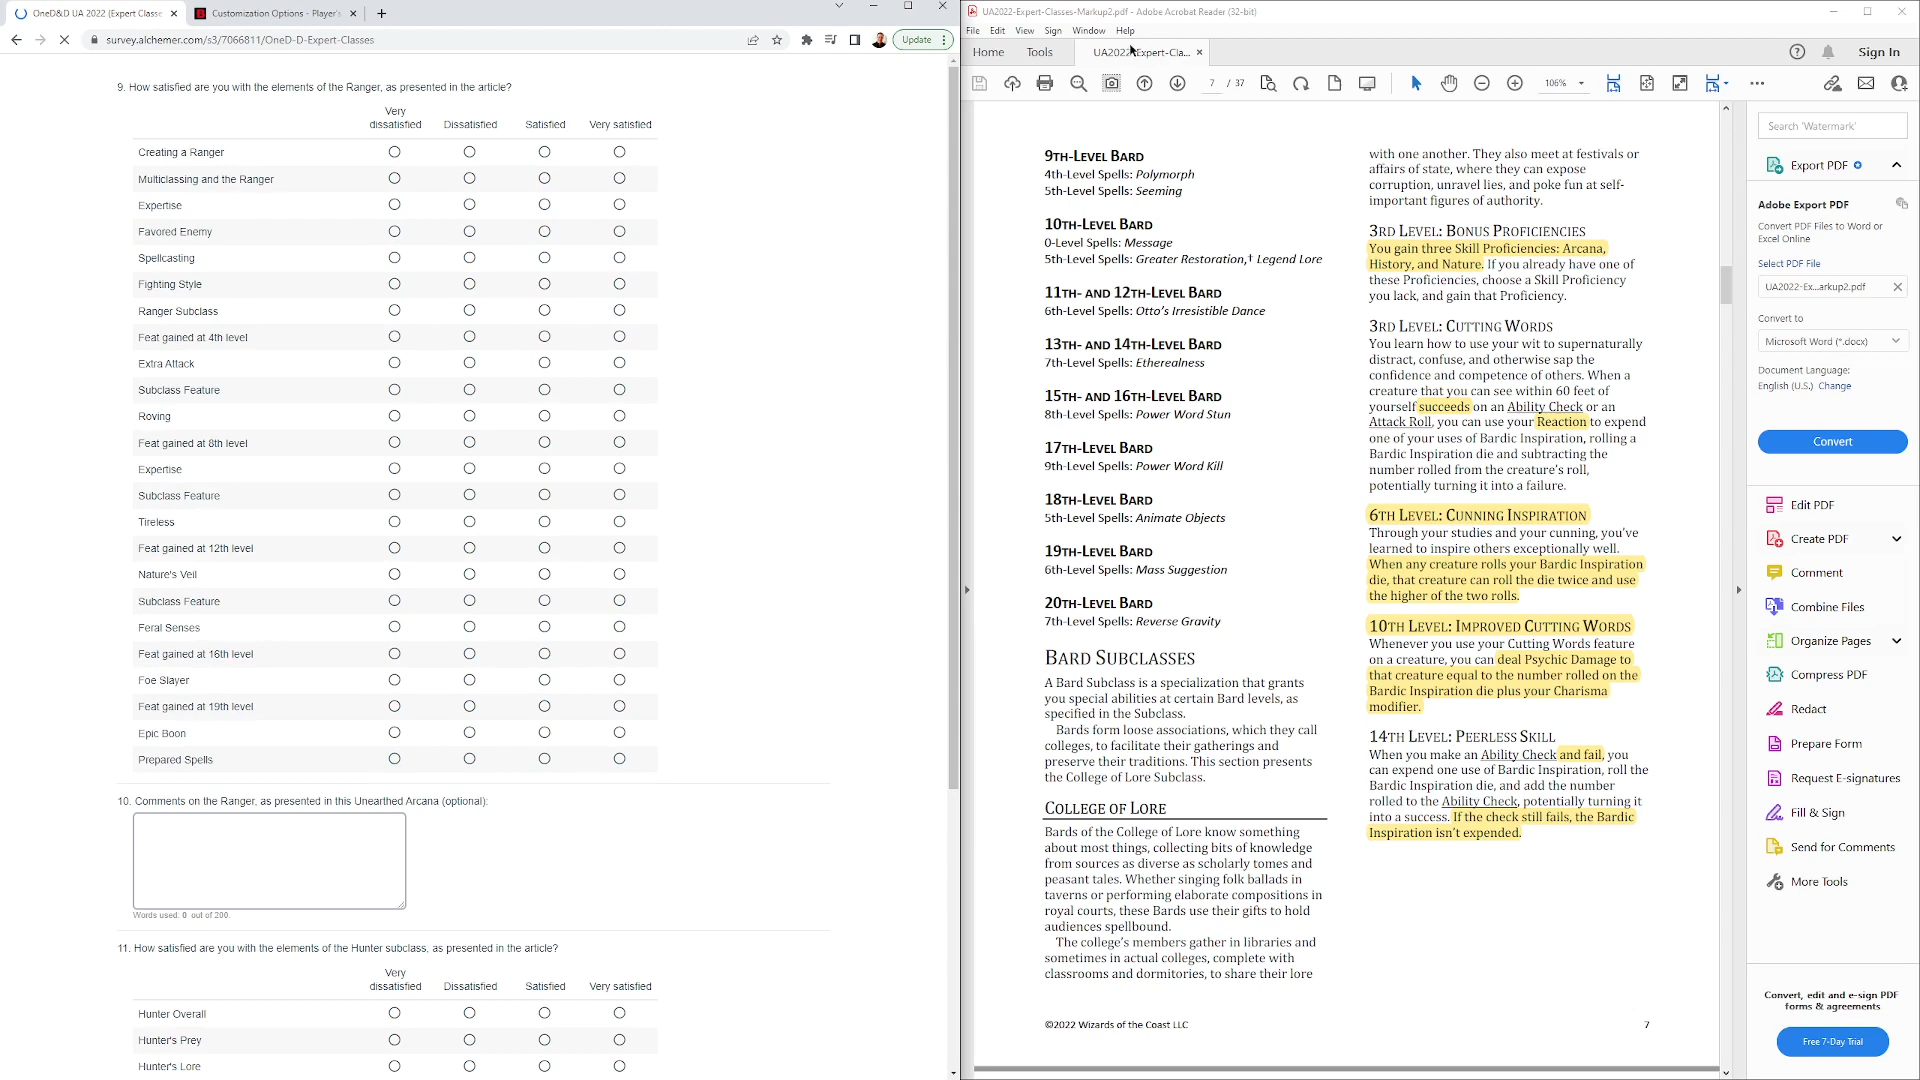 OneD&D UA 2022 (Expert Classe
Customization Options - Player's
survey.alchemer.com/s3/7066811/OneD-D-Expert-Classes
Update
9. How satisfied are you with the elements of the Ranger, as presented in the article?
Very dissatisfied Dissatisfied Satisfied Very satisfied
Creating a Ranger
Multiclassing and the Ranger
Expertise
Favored Enemy
Spellcasting
Fighting Style
Ranger Subclass
Feat gained at 4th level
Extra Attack
Subclass Feature
Roving
Feat gained at 8th level
Expertise
Subclass Feature
Tireless
Feat gained at 12th level
Nature's Veil
Subclass Feature
Feral Senses
Feat gained at 16th level
Foe Slayer
Feat gained at 19th level
Epic Boon
Prepared Spells
10. Comments on the Ranger, as presented in this Unearthed Arcana (optional):
Words used: 0 out of 200.
11. How satisfied are you with the elements of the Hunter subclass, as presented in the article?
Very dissatisfied Dissatisfied Satisfied Very satisfied
Hunter Overall
Hunter's Prey
Hunter's Lore
UA2022-Expert-Classes-Markup2.pdf - Adobe Acrobat Reader (32-bit)
File Edit View Sign Window Help
Home Tools UA2022-Expert-Cla... Sign In
7 / 37 106%
9TH-LEVEL BARD
4th-Level Spells: Polymorph
5th-Level Spells: Seeming
10TH-LEVEL BARD
0-Level Spells: Message
5th-Level Spells: Greater Restoration,† Legend Lore
11TH- AND 12TH-LEVEL BARD
6th-Level Spells: Otto's Irresistible Dance
13TH- AND 14TH-LEVEL BARD
7th-Level Spells: Etherealness
15TH- AND 16TH-LEVEL BARD
8th-Level Spells: Power Word Stun
17TH-LEVEL BARD
9th-Level Spells: Power Word Kill
18TH-LEVEL BARD
5th-Level Spells: Animate Objects
19TH-LEVEL BARD
6th-Level Spells: Mass Suggestion
20TH-LEVEL BARD
7th-Level Spells: Reverse Gravity
BARD SUBCLASSES
A Bard Subclass is a specialization that grants
you special abilities at certain Bard levels, as
specified in the Subclass.
Bards form loose associations, which they call
colleges, to facilitate their gatherings and
preserve their traditions. This section presents
the College of Lore Subclass.
COLLEGE OF LORE
Bards of the College of Lore know something
about most things, collecting bits of knowledge
from sources as diverse as scholarly tomes and
peasant tales. Whether singing folk ballads in
taverns or performing elaborate compositions in
royal courts, these Bards use their gifts to hold
audiences spellbound.
The college's members gather in libraries and
sometimes in actual colleges, complete with
classrooms and dormitories, to share their lore
with one another. They also meet at festivals or
affairs of state, where they can expose
corruption, unravel lies, and poke fun at self-
important figures of authority.
3RD LEVEL: BONUS PROFICIENCIES
You gain three Skill Proficiencies: Arcana,
History, and Nature. If you already have one of
these Proficiencies, choose a Skill Proficiency
you lack, and gain that Proficiency.
3RD LEVEL: CUTTING WORDS
You learn how to use your wit to supernaturally
distract, confuse, and otherwise sap the
confidence and competence of others. When a
creature that you can see within 60 feet of
yourself succeeds on an Ability Check or an
Attack Roll, you can use your Reaction to expend
one of your uses of Bardic Inspiration, rolling a
Bardic Inspiration die and subtracting the
number rolled from the creature's roll,
potentially turning it into a failure.
6TH LEVEL: CUNNING INSPIRATION
Through your studies and your cunning, you've
learned to inspire others exceptionally well.
When any creature rolls your Bardic Inspiration
die, that creature can roll the die twice and use
the higher of the two rolls.
10TH LEVEL: IMPROVED CUTTING WORDS
Whenever you use your Cutting Words feature
on a creature, you can deal Psychic Damage to
that creature equal to the number rolled on the
Bardic Inspiration die plus your Charisma
modifier.
14TH LEVEL: PEERLESS SKILL
When you make an Ability Check and fail, you
can expend one use of Bardic Inspiration, roll the
Bardic Inspiration die, and add the number
rolled to the Ability Check, potentially turning it
into a success. If the check still fails, the Bardic
Inspiration isn't expended.
©2022 Wizards of the Coast LLC 7
Search 'Watermark'
Export PDF
Adobe Export PDF
Convert PDF Files to Word or
Excel Online
Select PDF File
UA2022-Ex...arkup2.pdf
Convert to
Microsoft Word (*.docx)
Document Language:
English (U.S.) Change
Convert
Edit PDF
Create PDF
Comment
Combine Files
Organize Pages
Compress PDF
Redact
Prepare Form
Request E-signatures
Fill & Sign
Send for Comments
More Tools
Convert, edit and e-sign PDF
forms & agreements
Free 7-Day Trial